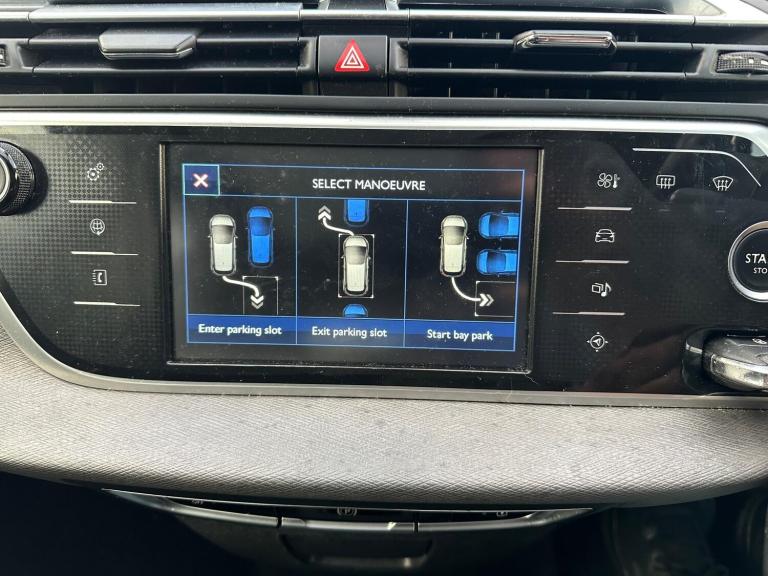 SELECT MANOEUVRE
Enter parking slot
Exit parking slot
Start bay park
STA
STO